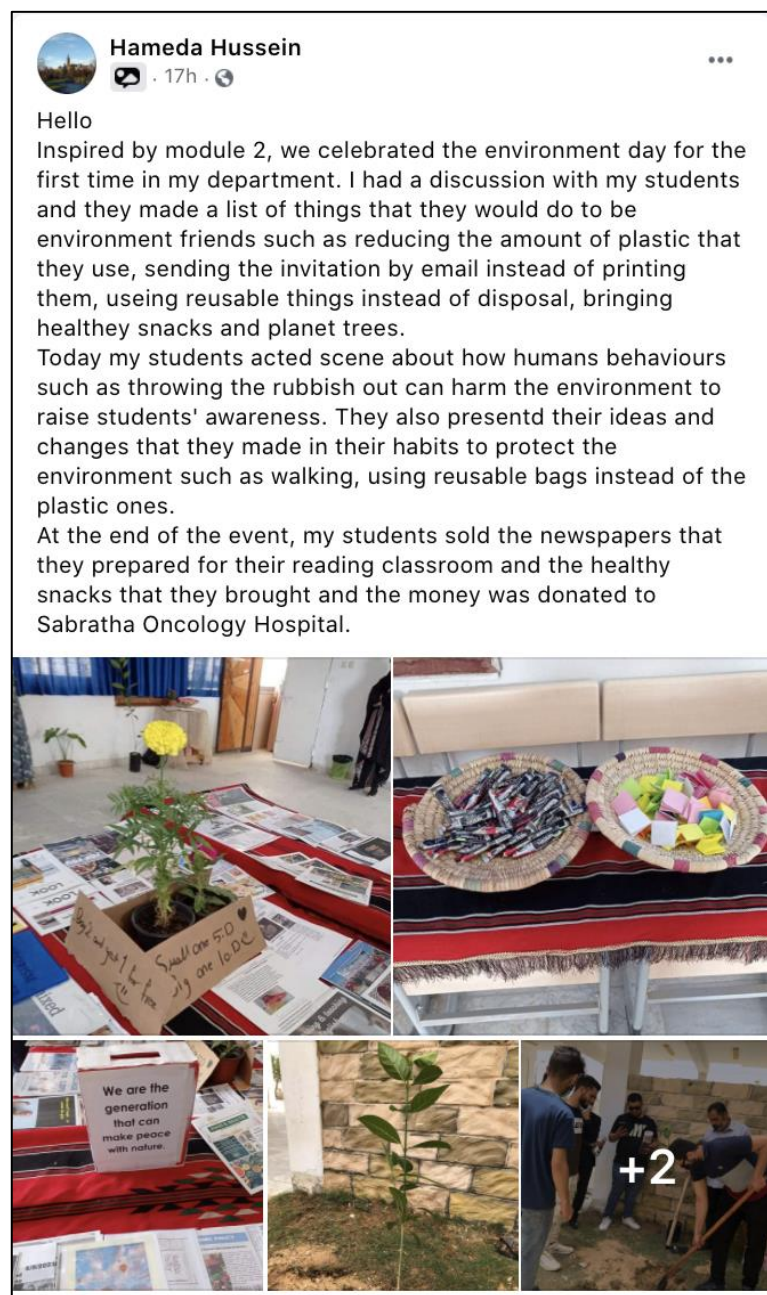 Hameda Hussein
17h
Hello
Inspired by module 2, we celebrated the environment day for the
first time in my department. I had a discussion with my students
and they made a list of things that they would do to be
environment friends such as reducing the amount of plastic that
they use, sending the invitation by email instead of printing
them, useing reusable things instead of disposal, bringing
healthey snacks and planet trees.
Today my students acted scene about how humans behaviours
such as throwing the rubbish out can harm the environment to
raise students' awareness. They also presentd their ideas and
changes that they made in their habits to protect the
environment such as walking, using reusable bags instead of the
plastic ones.
At the end of the event, my students sold the newspapers that
they prepared for their reading classroom and the healthy
snacks that they brought and the money was donated to
Sabratha Oncology Hospital.
LOOK
Small one 5:D
big one 10:D
We are the
generation
that can
make peace
with nature.
+2